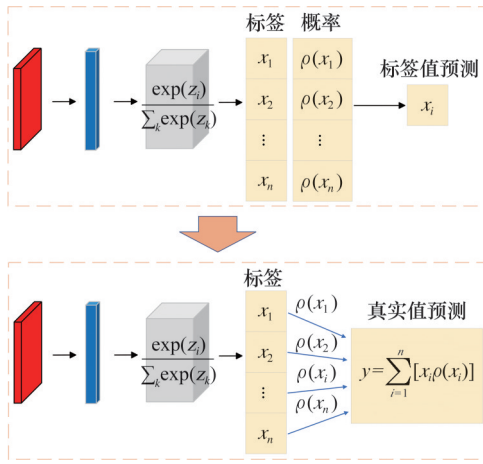 标签 概率
exp(z_i)
∑_k exp(z_k)
x_1 ρ(x_1)
x_2 ρ(x_2)
⋮ ⋮
x_n ρ(x_n)
标签值预测
x_i
标签
exp(z_i)
∑_k exp(z_k)
x_1
x_2
⋮
x_n
ρ(x_1)
ρ(x_2)
ρ(x_i)
ρ(x_n)
真实值预测
y=∑_{i=1}^{n}[x_iρ(x_i)]